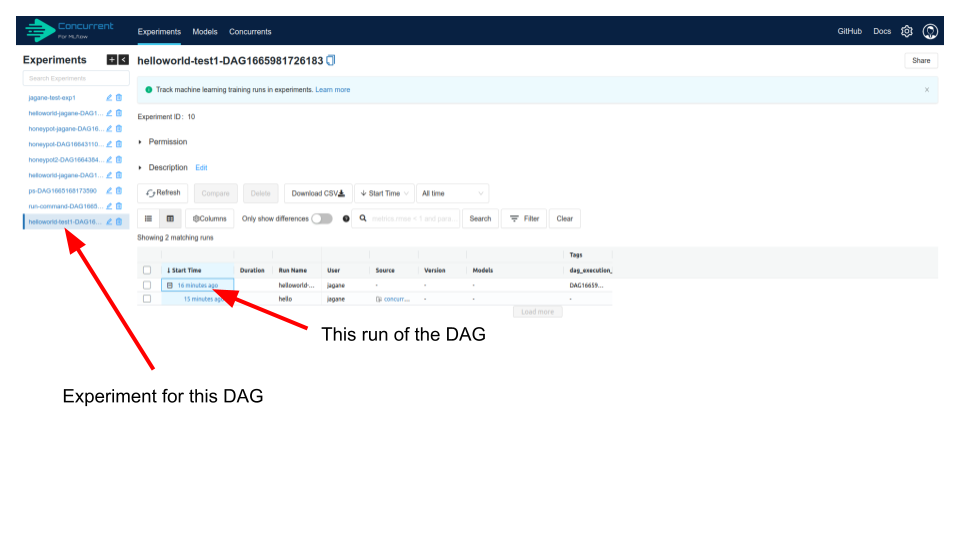 Concurrent
For MLflow
Experiments Models Concurrents
GitHub Docs
Experiments
Search Experiments
jagane-test-exp1
helloworld-jagane-DAG1...
honeypot-jagane-DAG16...
honeypot-DAG16643110...
honeypot2-DAG1664384...
helloworld-jagane-DAG1...
ps-DAG1665168173590
run-command-DAG1665...
helloworld-test1-DAG16...
helloworld-test1-DAG1665981726183
Share
Track machine learning training runs in experiments. Learn more
Experiment ID: 10
Permission
Description Edit
Refresh Compare Delete Download CSV Start Time All time
Columns Only show differences metrics.rmse < 1 and para... Search Filter Clear
Showing 2 matching runs
Tags
↓ Start Time Duration Run Name User Source Version Models dag_execution_
16 minutes ago helloworld-... jagane - - - DAG16659...
15 minutes ago hello jagane concurr... - - -
Load more
This run of the DAG
Experiment for this DAG